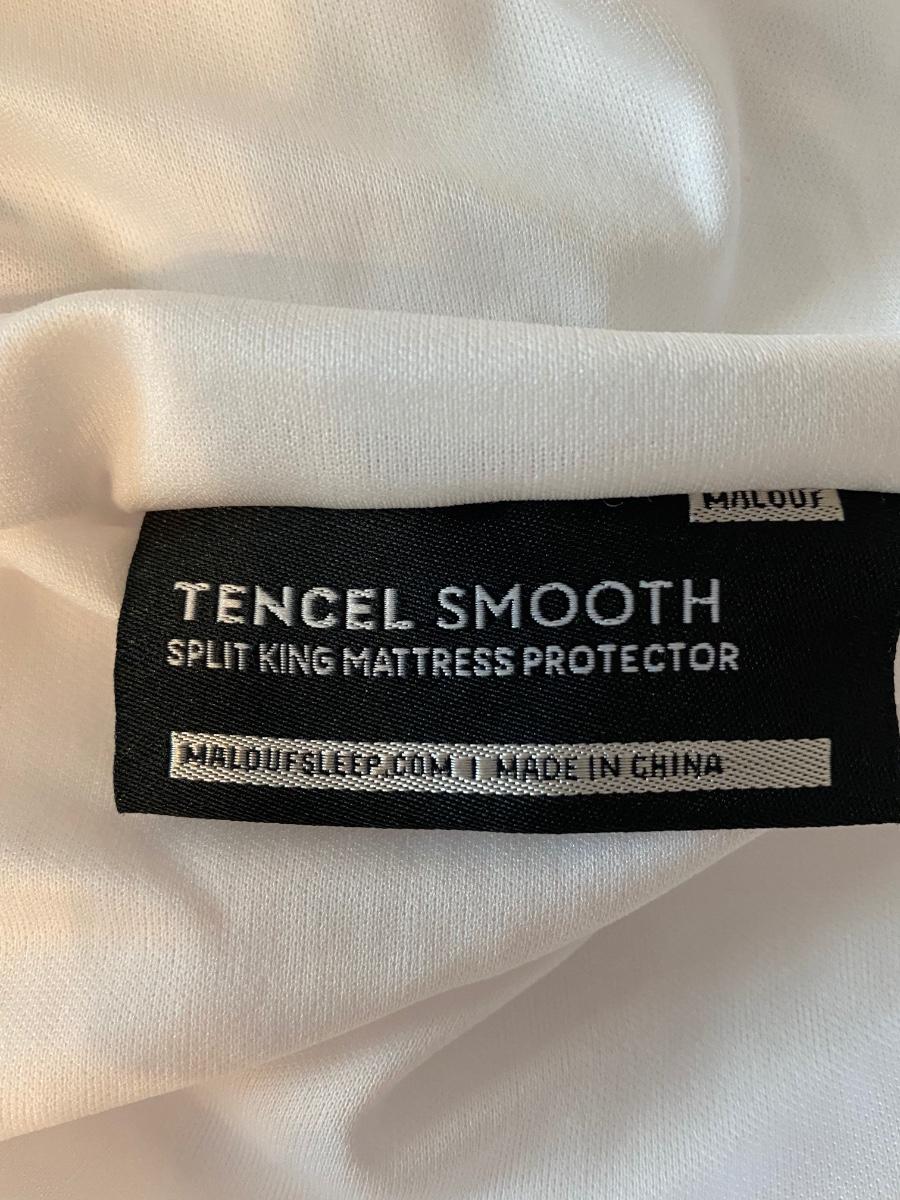 MALOUF
TENCEL SMOOTH
SPLIT KING MATTRESS PROTECTOR
MALOUFSLEEP.COM | MADE IN CHINA